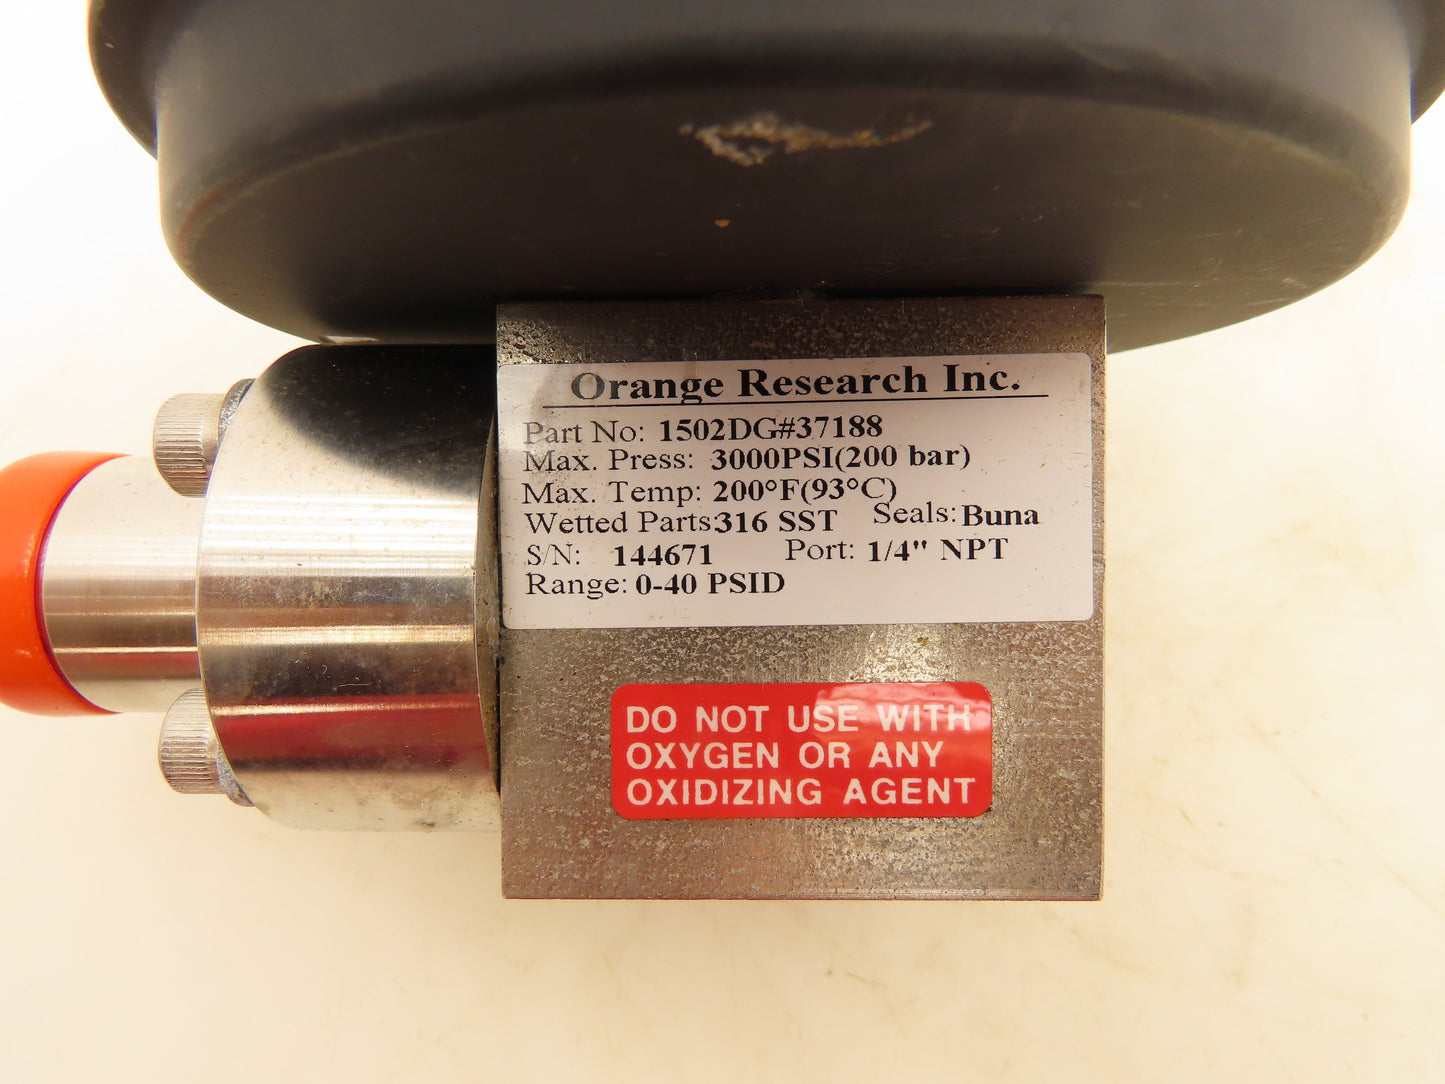 Orange Research Inc.
Part No: 1502DG#37188
Max. Press: 3000PSI(200 bar)
Max. Temp: 200°F(93°C)
Wetted Parts:316 SST Seals: Buna
S/N: 144671 Port: 1/4" NPT
Range: 0-40 PSID
DO NOT USE WITH
OXYGEN OR ANY
OXIDIZING AGENT